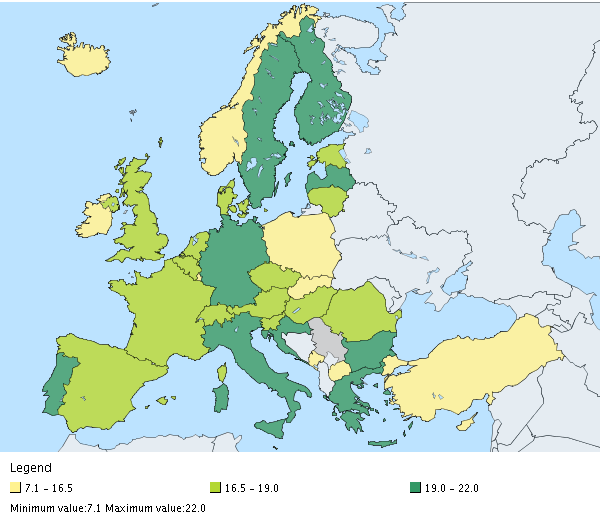 Legend
7.1 – 16.5 16.5 – 19.0 19.0 – 22.0
Minimum value:7.1 Maximum value:22.0